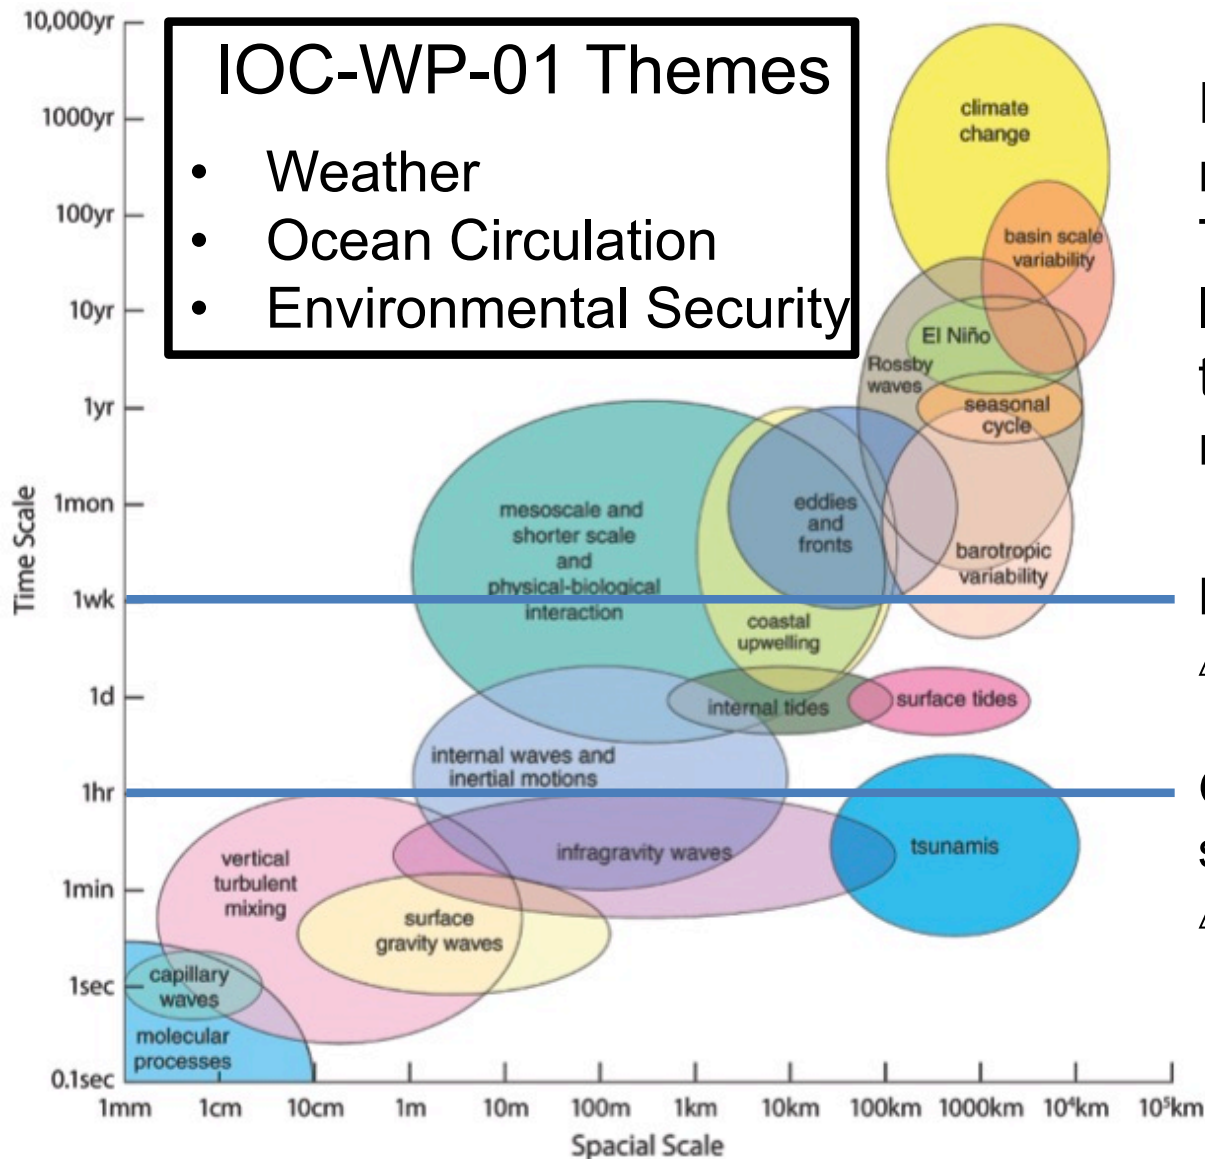 IOC-WP-01 Themes
• Weather
• Ocean Circulation
• Environmental Security
10,000yr
1000yr
100yr
10yr
1yr
1mon
1wk
1d
1hr
1min
1sec
0.1sec
Time Scale
climate
change
basin scale
variability
El Niño
Rossby
waves
seasonal
cycle
mesoscale and
shorter scale
and
physical-biological
interaction
eddies
and
fronts
barotropic
variability
coastal
upwelling
internal tides
surface tides
internal waves and
inertial motions
infragravity waves
tsunamis
vertical
turbulent
mixing
surface
gravity waves
capillary
waves
molecular
processes
1mm
1cm
10cm
1m
10m
100m
1km
10km
100km
1000km
10⁴km
10⁵km
Spacial Scale